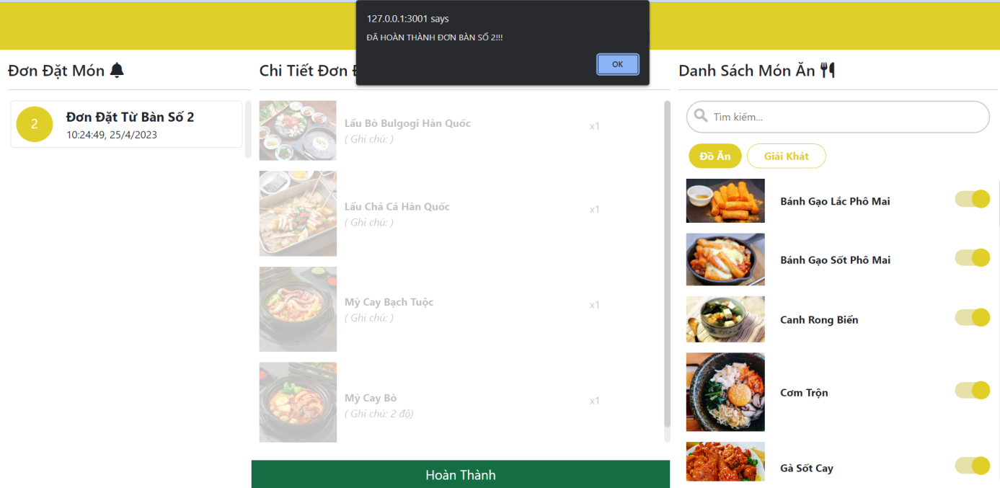 127.0.0.1:3001 says
ĐÃ HOÀN THÀNH ĐƠN BÀN SỐ 2!!!
OK
Đơn Đặt Món
2
Đơn Đặt Từ Bàn Số 2
10:24:49, 25/4/2023
Chi Tiết Đơn
Lẩu Bò Bulgogi Hàn Quốc
x1
( Ghi chú: )
Lẩu Chả Cá Hàn Quốc
x1
( Ghi chú: )
Mỳ Cay Bạch Tuộc
x1
( Ghi chú: )
Mỳ Cay Bò
x1
( Ghi chú: 2 độ)
Hoàn Thành
Danh Sách Món Ăn
Tìm kiếm...
Đồ Ăn
Giải Khát
Bánh Gạo Lắc Phô Mai
Bánh Gạo Sốt Phô Mai
Canh Rong Biển
Cơm Trộn
Gà Sốt Cay